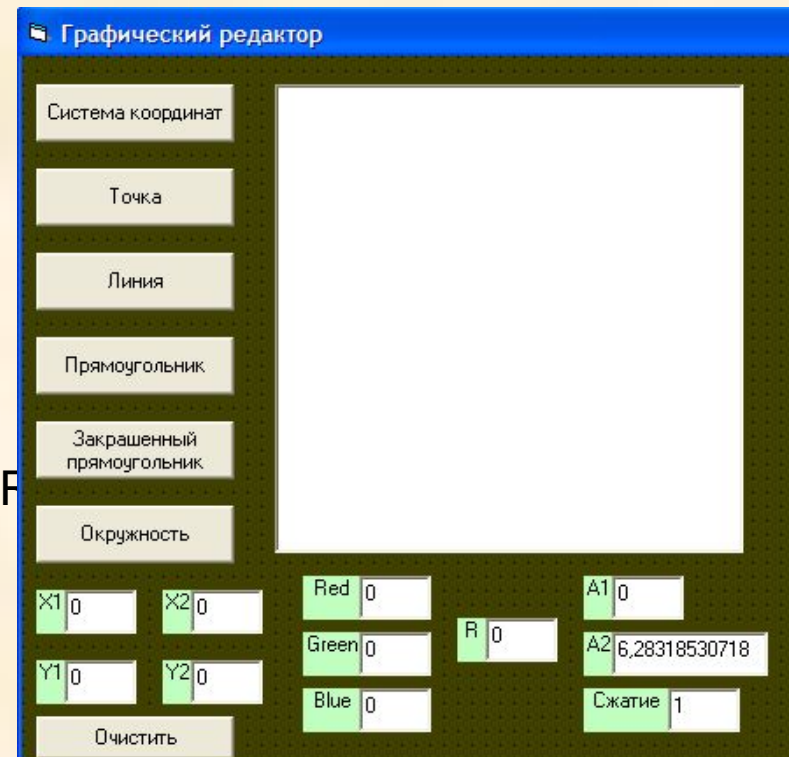 Графический редактор
Система координат
Точка
Линия
Прямоугольник
Закрашенный
прямоугольник
Окружность
X1 0 X2 0
Y1 0 Y2 0
Очистить
Red 0
Green 0
Blue 0
R 0
A1 0
A2 6,28318530718
Сжатие 1